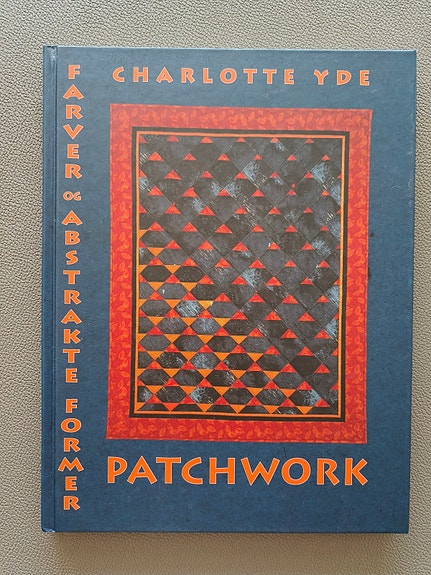 CHARLOTTE YDE
FARVER OG ABSTRAKTE FORMER
PATCHWORK